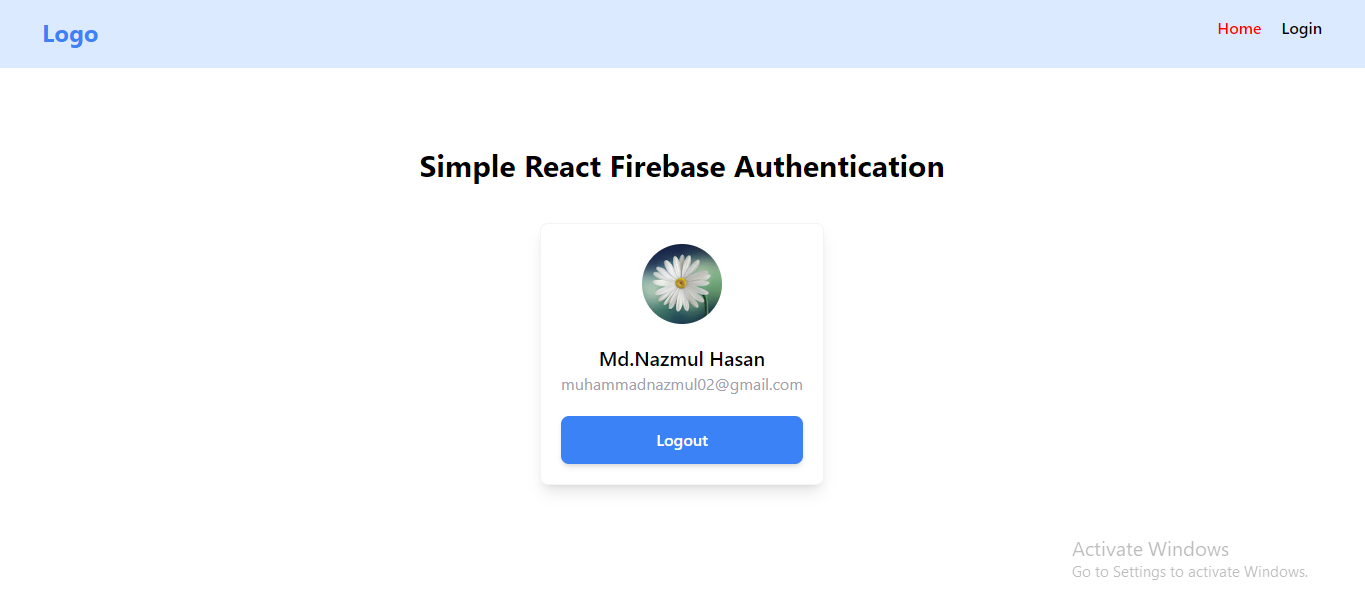 Logo
Home Login
Simple React Firebase Authentication
Md.Nazmul Hasan
muhammadnazmul02@gmail.com
Logout
Activate Windows
Go to Settings to activate Windows.